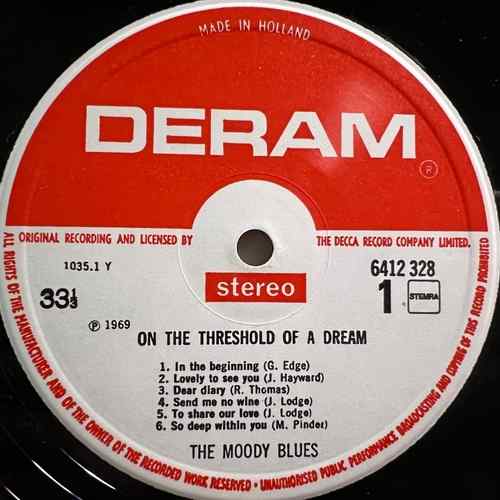 MADE IN HOLLAND
DERAM
®
ORIGINAL RECORDING AND LICENSED BY THE DECCA RECORD COMPANY LIMITED.
1035.1 Y
6412 328
stereo
33⅓
1
STEMRA
Ⓟ 1969
ON THE THRESHOLD OF A DREAM
1. In the beginning (G. Edge)
2. Lovely to see you (J. Hayward)
3. Dear diary (R. Thomas)
4. Send me no wine (J. Lodge)
5. To share our love (J. Lodge)
6. So deep within you (M. Pinder)
THE MOODY BLUES
ALL RIGHTS OF THE MANUFACTURER AND OF THE OWNER OF THE RECORDED WORK RESERVED · UNAUTHORISED PUBLIC PERFORMANCE BROADCASTING AND COPYING OF THIS RECORD PROHIBITED